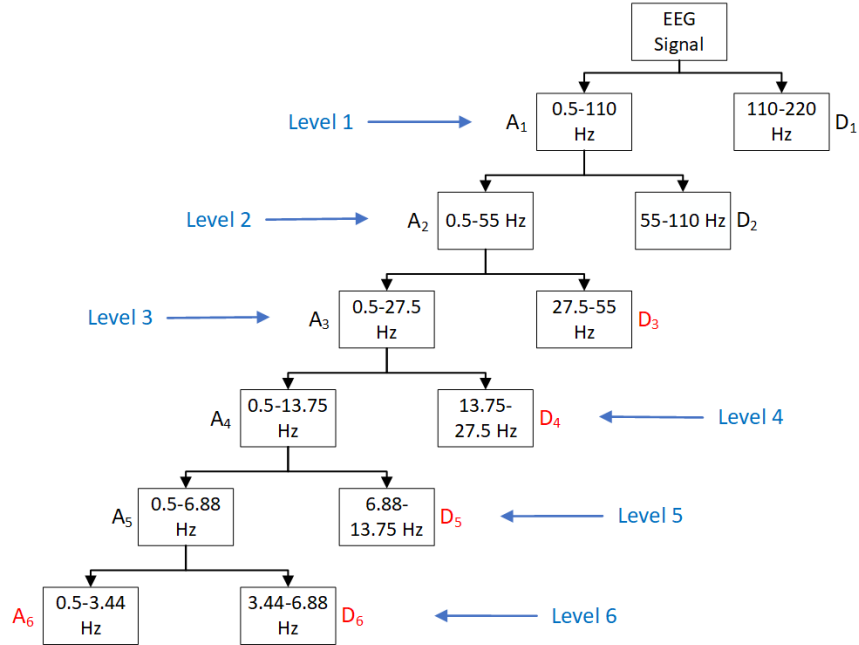 EEG
Signal
Level 1
A₁
0.5-110
Hz
110-220
Hz
D₁
Level 2
A₂
0.5-55 Hz
55-110 Hz
D₂
Level 3
A₃
0.5-27.5
Hz
27.5-55
Hz
D₃
A₄
0.5-13.75
Hz
13.75-
27.5 Hz
D₄
Level 4
A₅
0.5-6.88
Hz
6.88-
13.75 Hz
D₅
Level 5
A₆
0.5-3.44
Hz
3.44-6.88
Hz
D₆
Level 6